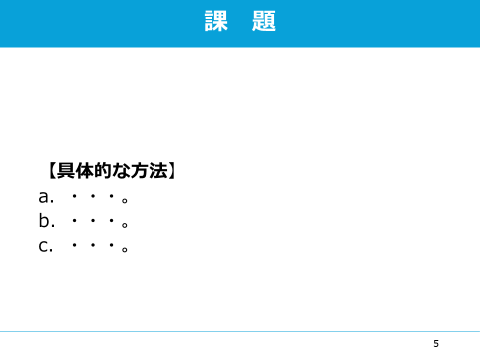 課　題
【具体的な方法】
a. ・・・。
b. ・・・。
c. ・・・。
5